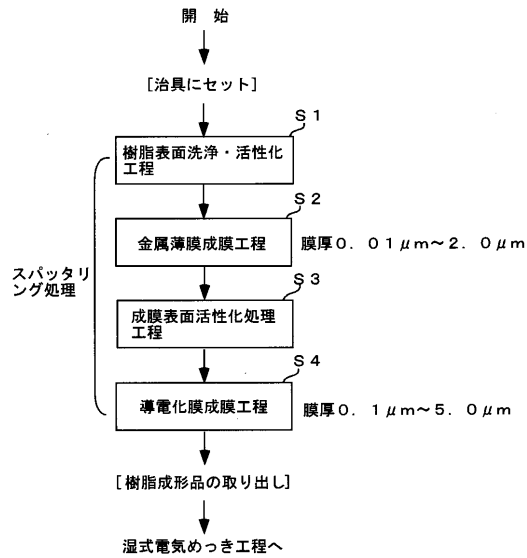 開 始
[治具にセット]
S1
樹脂表面洗浄・活性化
工程
S2
金属薄膜成膜工程
膜厚0.01μm~2.0μm
スパッタリ
ング処理
S3
成膜表面活性化処理
工程
S4
導電化膜成膜工程
膜厚0.1μm~5.0μm
[樹脂成形品の取り出し]
湿式電気めっき工程へ